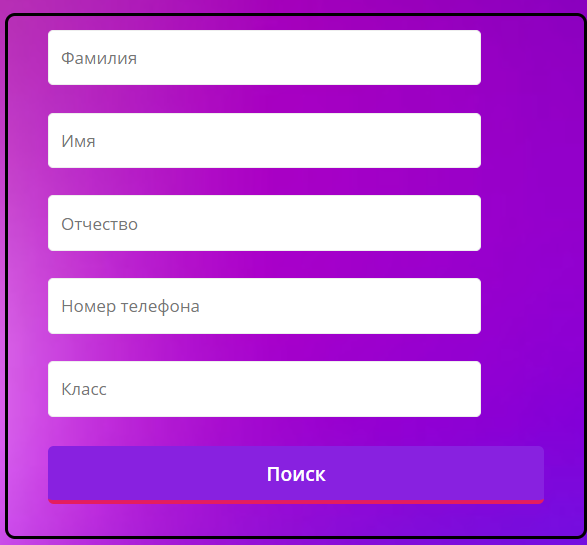 Фамилия
Имя
Отчество
Номер телефона
Класс
Поиск